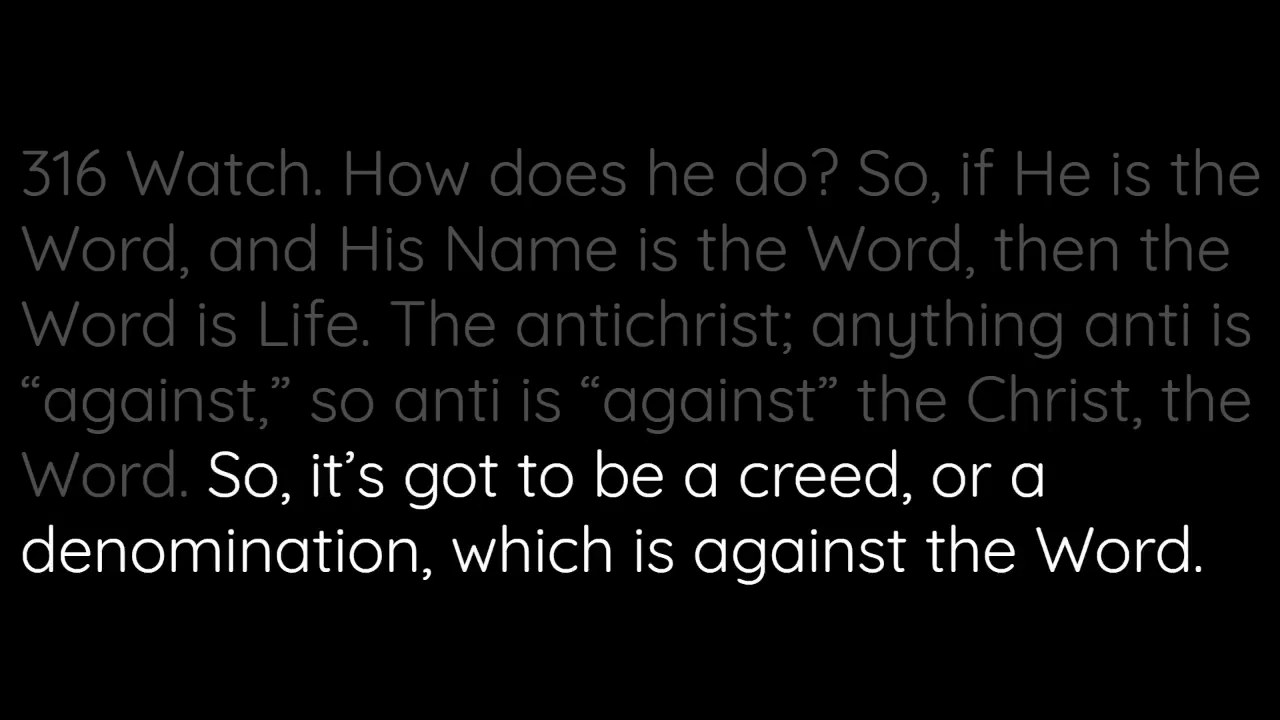 316 Watch. How does he do? So, if He is the
Word, and His Name is the Word, then the
Word is Life. The antichrist; anything anti is
“against,” so anti is “against” the Christ, the
Word. So, it’s got to be a creed, or a
denomination, which is against the Word.